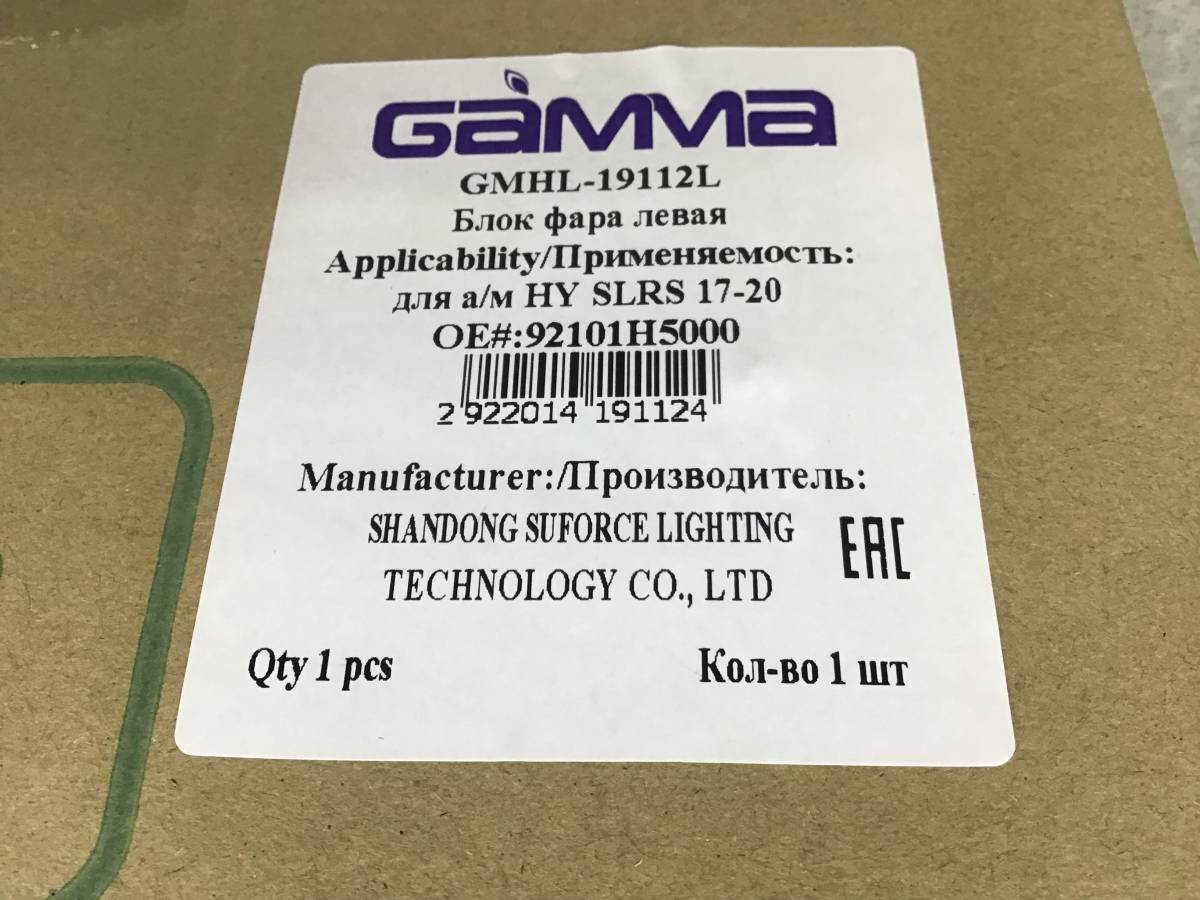 GAMMA
GMHL-19112L
Блок фара левая
Applicability/Применяемость:
для а/м HY SLRS 17-20
OE#:92101H5000
2 922014 191124
Manufacturer:/Производитель:
SHANDONG SUFORCE LIGHTING
TECHNOLOGY CO., LTD
EAC
Qty 1 pcs
Кол-во 1 шт